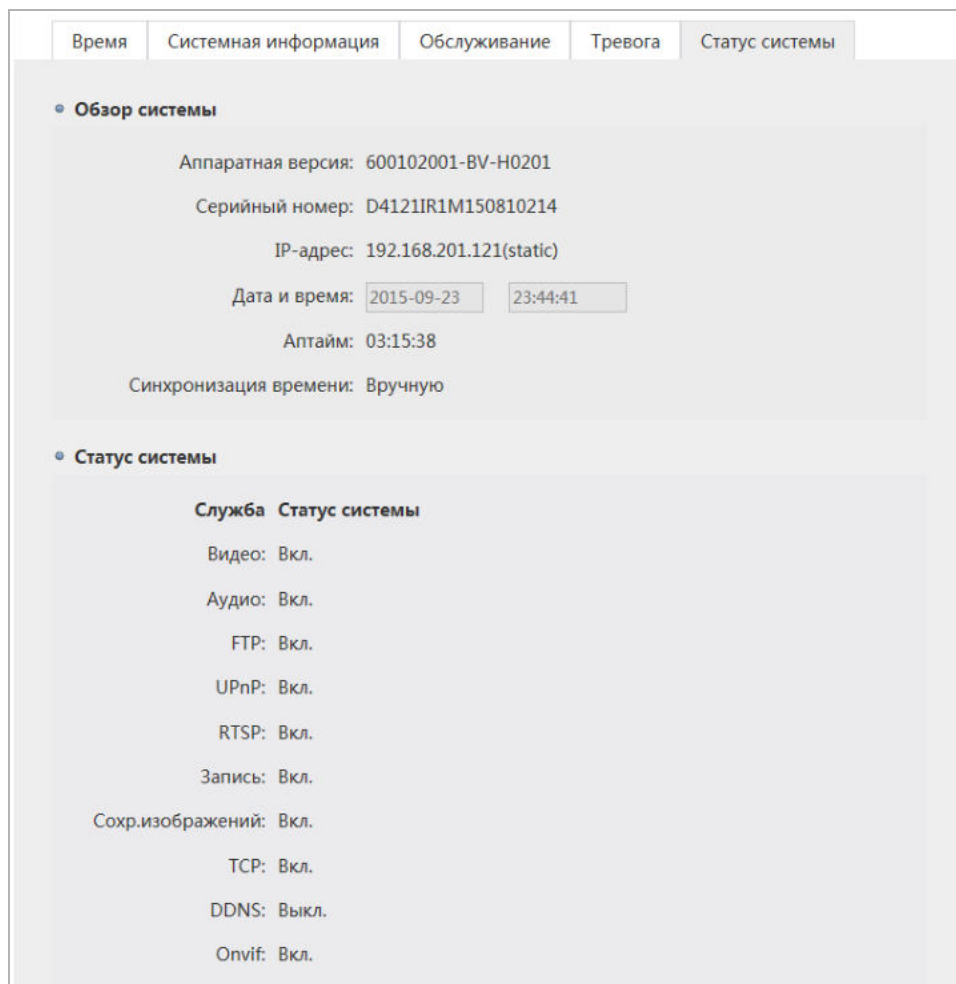 Время Системная информация Обслуживание Тревога Статус системы
Обзор системы
Аппаратная версия: 600102001-BV-H0201
Серийный номер: D4121IR1M150810214
IP-адрес: 192.168.201.121(static)
Дата и время: 2015-09-23 23:44:41
Аптайм: 03:15:38
Синхронизация времени: Вручную
Статус системы
Служба Статус системы
Видео: Вкл.
Аудио: Вкл.
FTP: Вкл.
UPnP: Вкл.
RTSP: Вкл.
Запись: Вкл.
Сохр.изображений: Вкл.
TCP: Вкл.
DDNS: Выкл.
Onvif: Вкл.